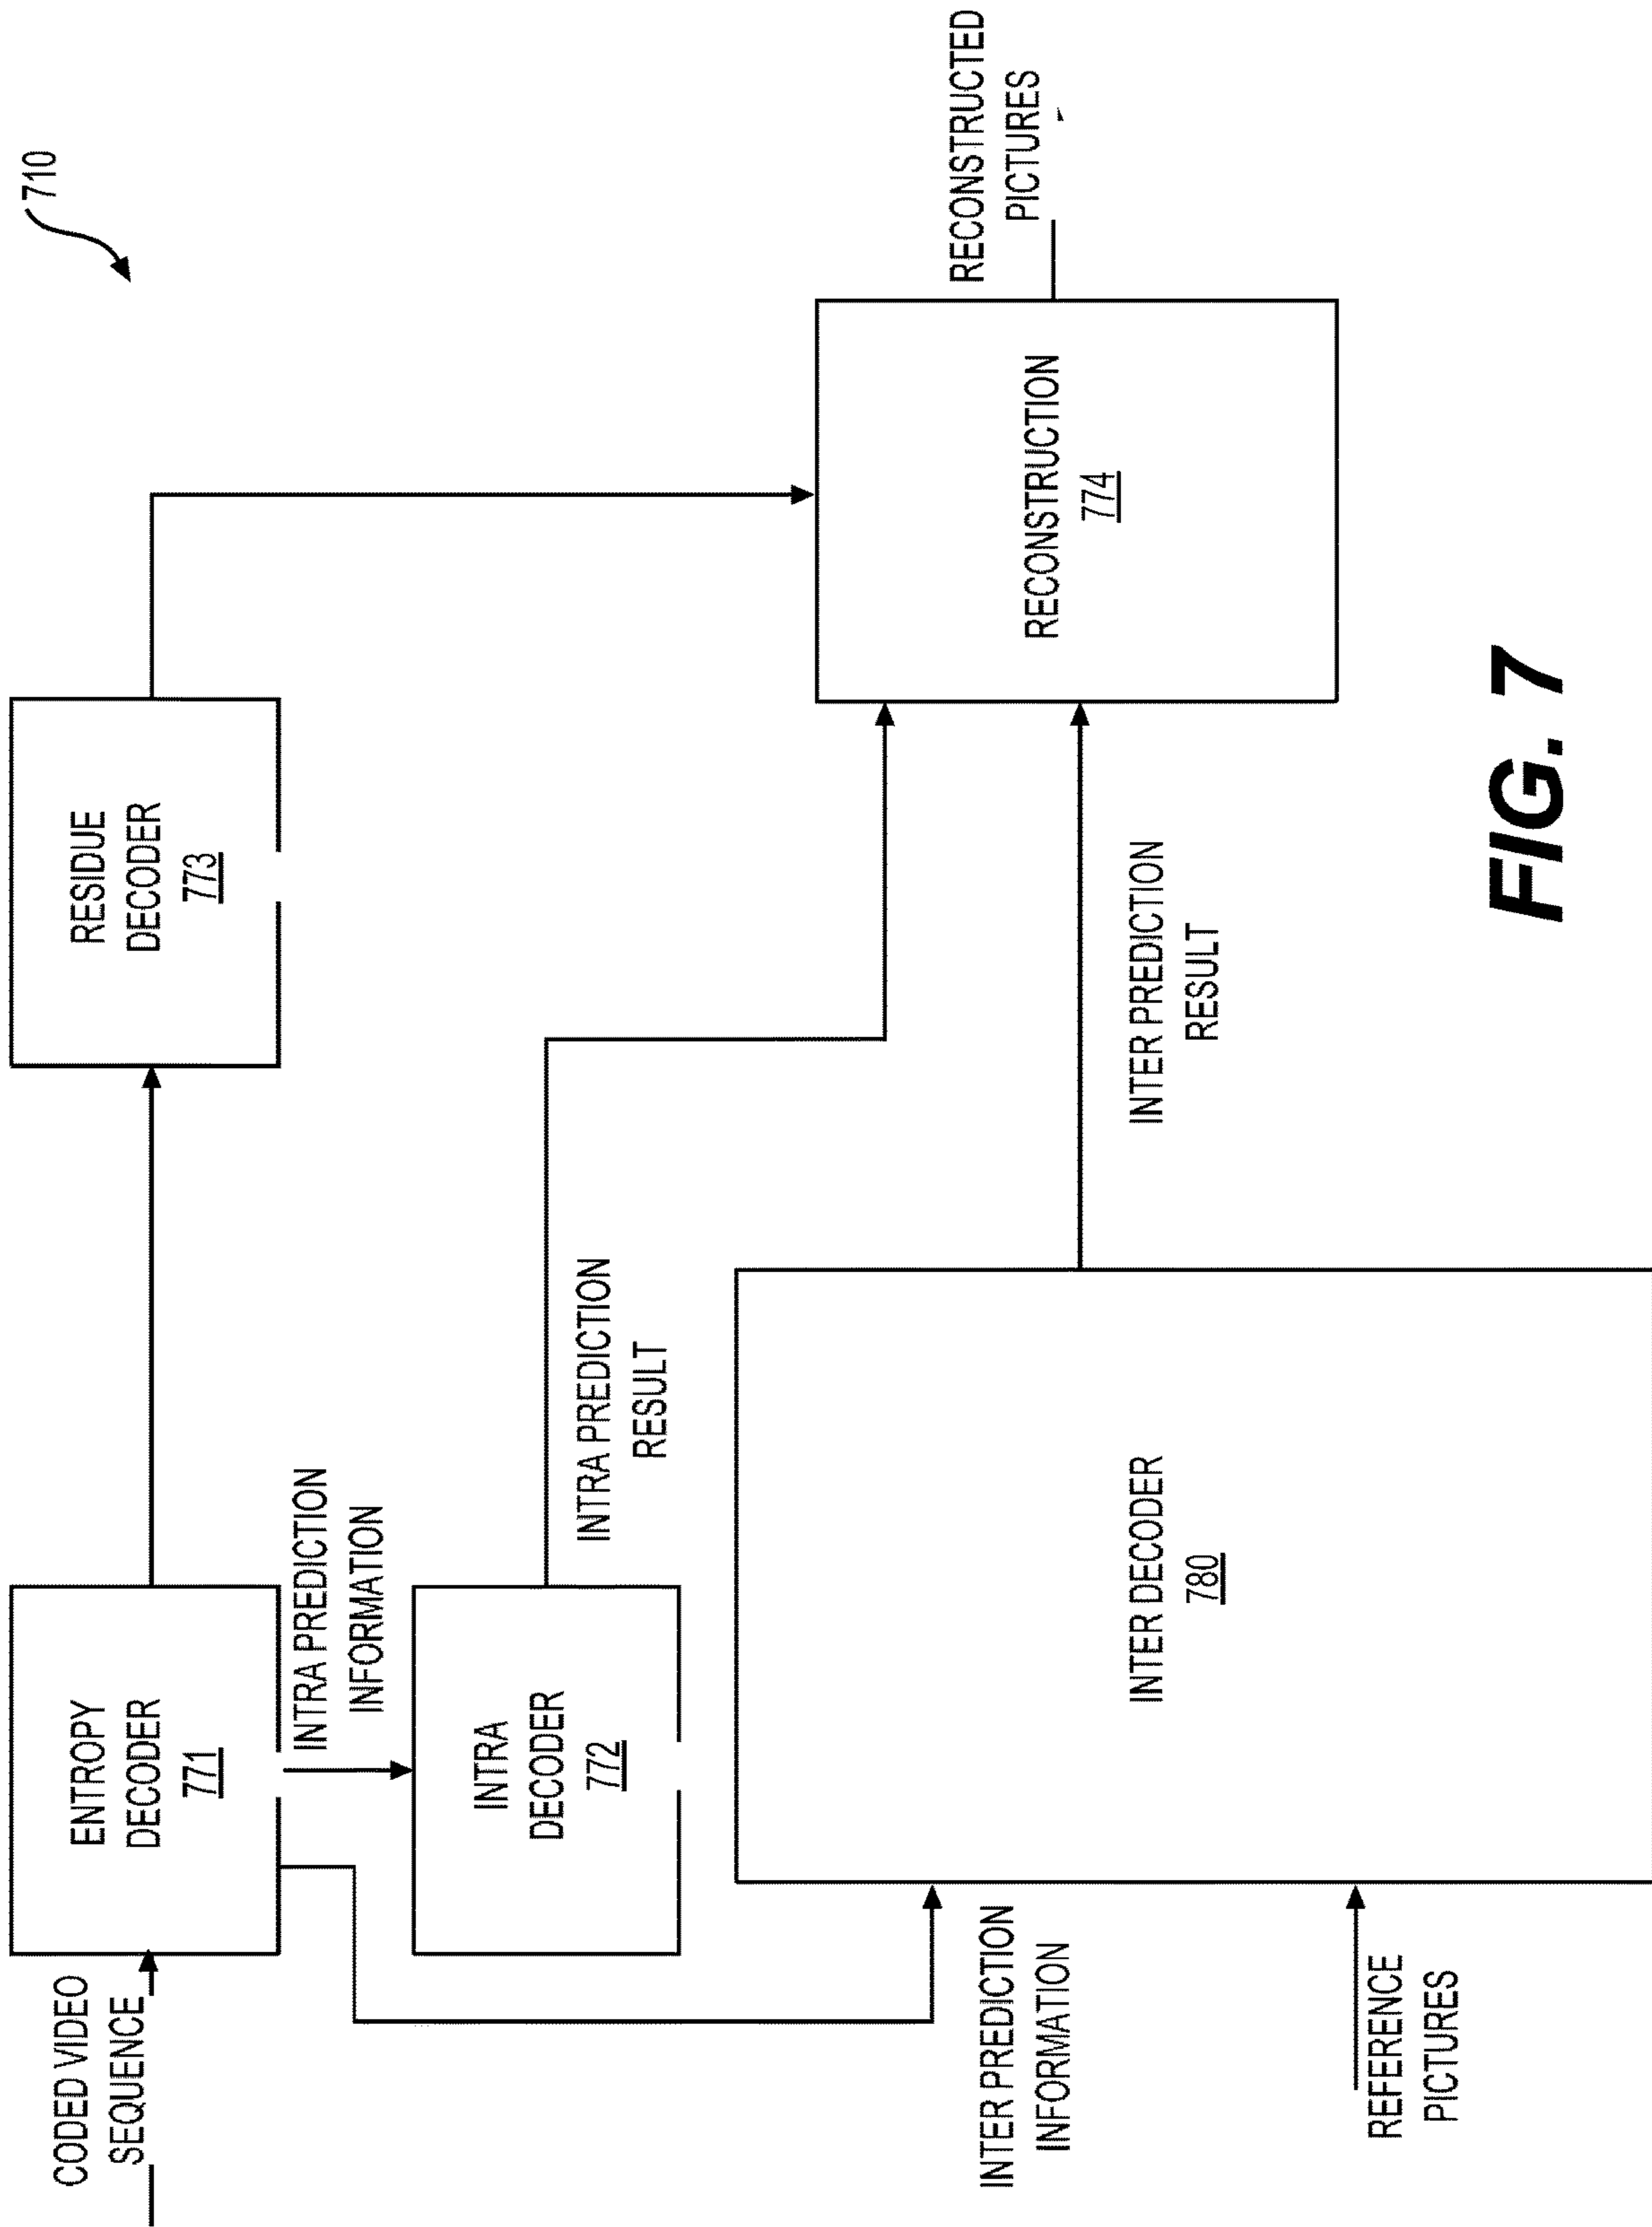 710
CODED VIDEO
SEQUENCE
ENTROPY
DECODER
771
RESIDUE
DECODER
773
INTRA PREDICTION
INFORMATION
INTRA
DECODER
772
INTRA PREDICTION
RESULT
RECONSTRUCTED
PICTURES
RECONSTRUCTION
774
INTER PREDICTION
INFORMATION
INTER DECODER
780
INTER PREDICTION
RESULT
REFERENCE
PICTURES
FIG. 7